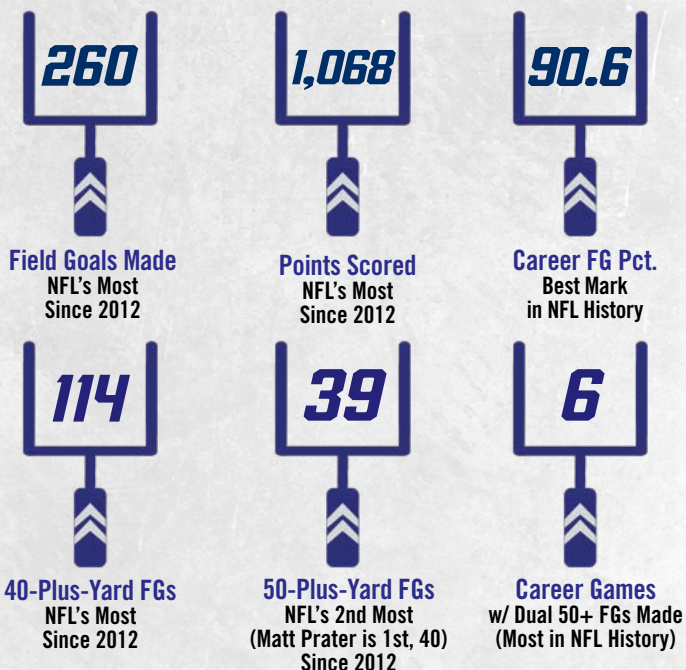 260
Field Goals Made
NFL's Most
Since 2012
1,068
Points Scored
NFL's Most
Since 2012
90.6
Career FG Pct.
Best Mark
in NFL History
114
40-Plus-Yard FGs
NFL's Most
Since 2012
39
50-Plus-Yard FGs
NFL's 2nd Most
(Matt Prater is 1st, 40)
Since 2012
6
Career Games
w/ Dual 50+ FGs Made
(Most in NFL History)